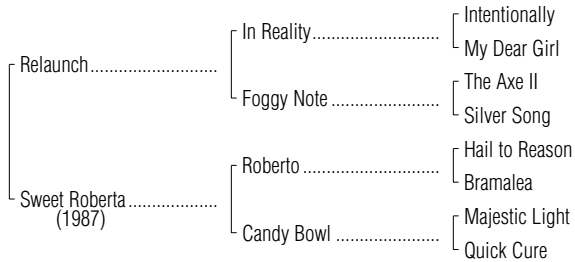 Intentionally
In Reality........................
My Dear Girl
Relaunch........................
The Axe II
Foggy Note .....................
Silver Song
Hail to Reason
Roberto ..........................
Bramalea
Sweet Roberta.................
(1987)
Majestic Light
Candy Bowl ....................
Quick Cure